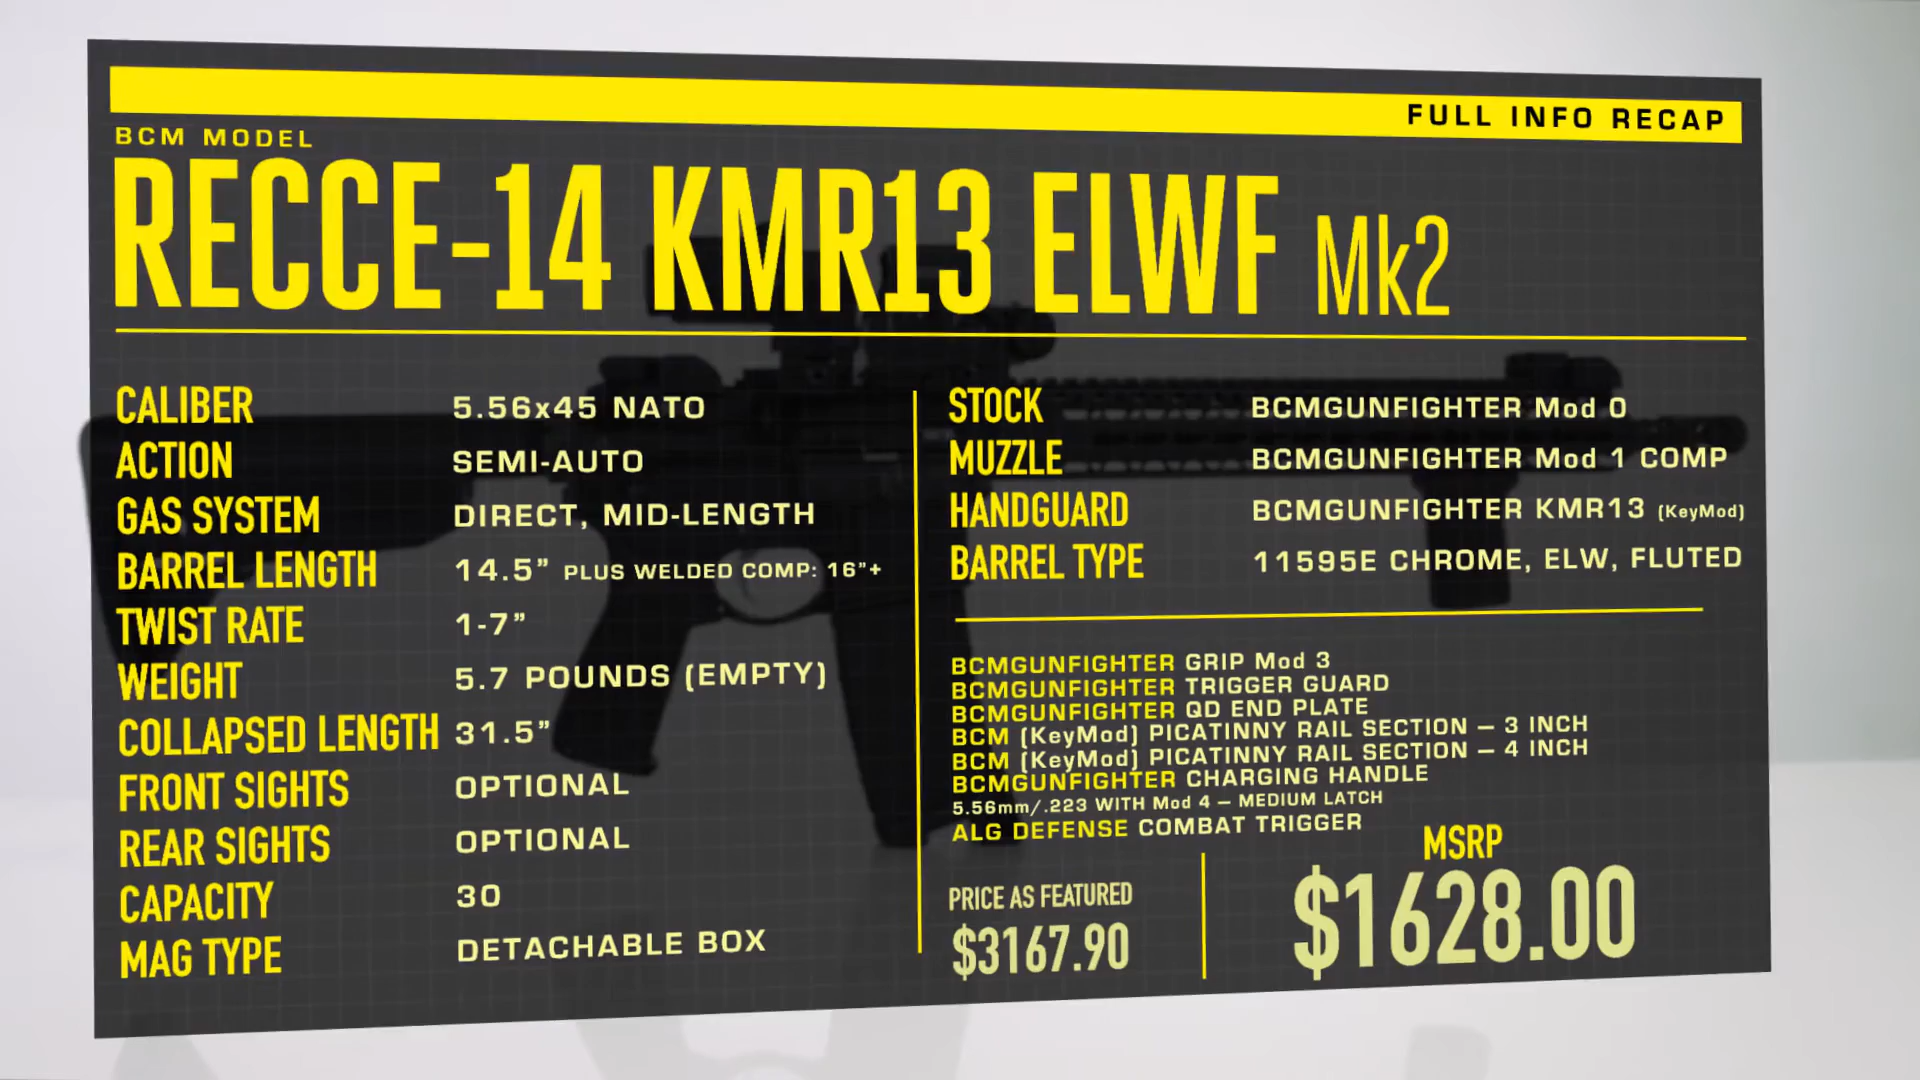 FULL INFO RECAP
BCM MODEL
RECCE-14 KMR13 ELWF Mk2
CALIBER 5.56x45 NATO
ACTION SEMI-AUTO
GAS SYSTEM DIRECT, MID-LENGTH
BARREL LENGTH 14.5” PLUS WELDED COMP: 16”+
TWIST RATE 1-7”
WEIGHT 5.7 POUNDS (EMPTY)
COLLAPSED LENGTH 31.5”
FRONT SIGHTS OPTIONAL
REAR SIGHTS OPTIONAL
CAPACITY 30
MAG TYPE DETACHABLE BOX
STOCK BCMGUNFIGHTER Mod 0
MUZZLE BCMGUNFIGHTER Mod 1 COMP
HANDGUARD BCMGUNFIGHTER KMR13 (KeyMod)
BARREL TYPE 11595E CHROME, ELW, FLUTED
BCMGUNFIGHTER GRIP Mod 3
BCMGUNFIGHTER TRIGGER GUARD
BCMGUNFIGHTER QD END PLATE
BCM (KeyMod) PICATINNY RAIL SECTION – 3 INCH
BCM (KeyMod) PICATINNY RAIL SECTION – 4 INCH
BCMGUNFIGHTER CHARGING HANDLE
5.56mm/.223 WITH Mod 4 – MEDIUM LATCH
ALG DEFENSE COMBAT TRIGGER
PRICE AS FEATURED
$3167.90
MSRP
$1628.00